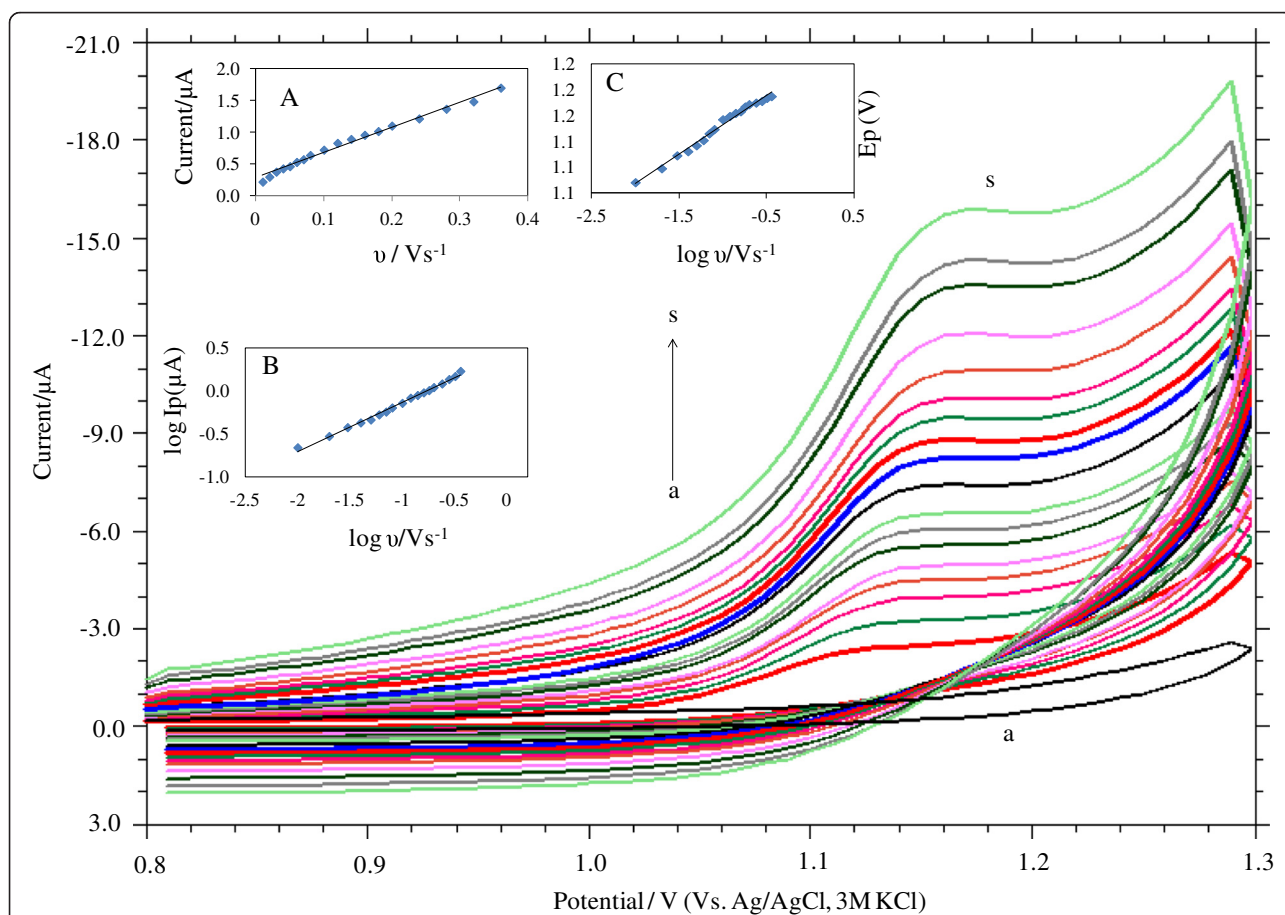 -21.0
-18.0
-15.0
-12.0
-9.0
-6.0
-3.0
0.0
3.0
Current/µA
0.8
0.9
1.0
1.1
1.2
1.3
Potential / V (Vs. Ag/AgCl, 3M KCl)
A
Current/µA
2.0
1.5
1.0
0.5
0.0
0
0.1
0.2
0.3
0.4
υ / Vs⁻¹
C
1.2
1.2
1.1
1.1
1.1
Ep (V)
-2.5
-1.5
-0.5
0.5
log υ/Vs⁻¹
B
log Ip(µA)
0.5
0.0
-0.5
-1.0
-2.5
-2
-1.5
-1
-0.5
0
log υ/Vs⁻¹
s
s
a
a